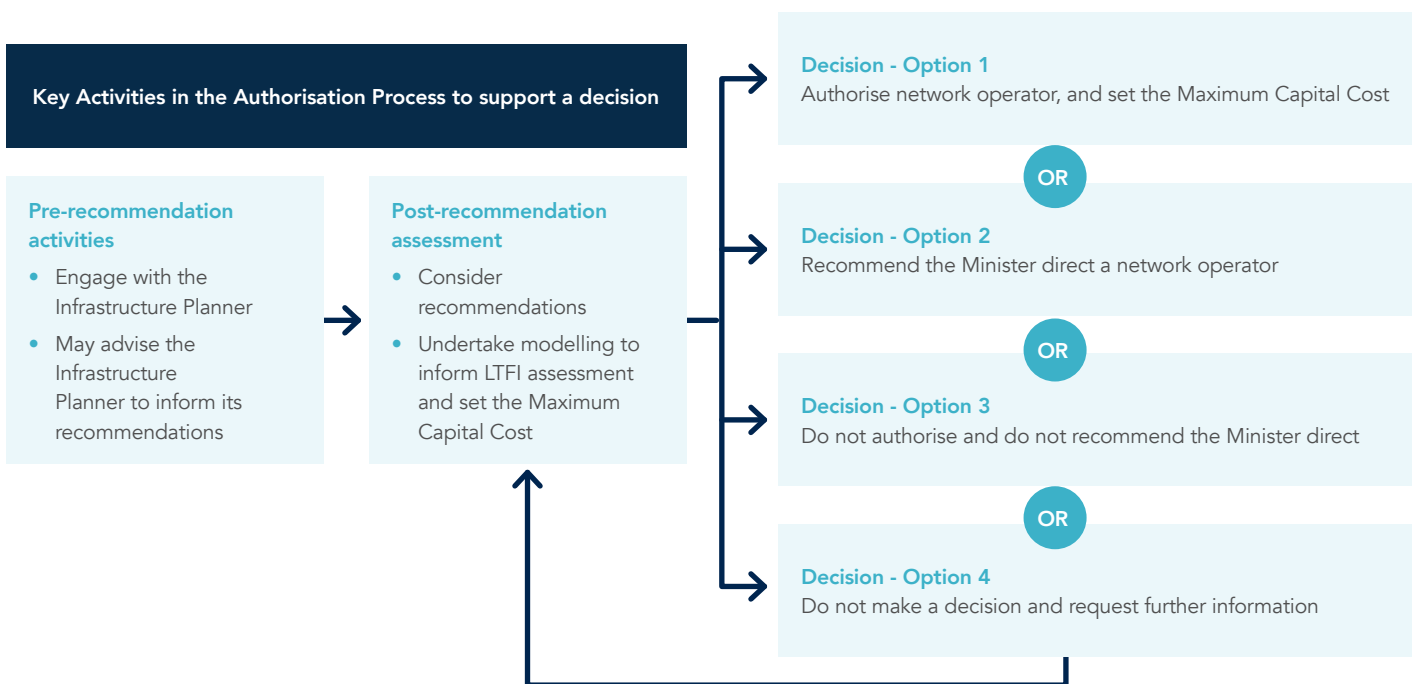 Key Activities in the Authorisation Process to support a decision
Pre-recommendation
activities
• Engage with the
Infrastructure Planner
• May advise the
Infrastructure
Planner to inform its
recommendations
Post-recommendation
assessment
• Consider
recommendations
• Undertake modelling to
inform LTFI assessment
and set the Maximum
Capital Cost
Decision - Option 1
Authorise network operator, and set the Maximum Capital Cost
OR
Decision - Option 2
Recommend the Minister direct a network operator
OR
Decision - Option 3
Do not authorise and do not recommend the Minister direct
OR
Decision - Option 4
Do not make a decision and request further information